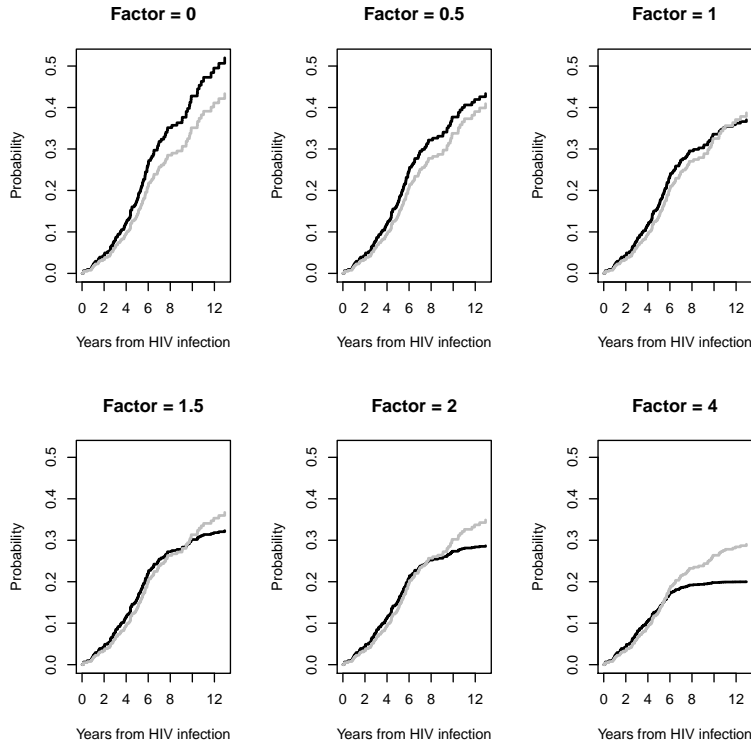 Factor = 0
Probability
0.0 0.1 0.2 0.3 0.4 0.5
0 2 4 6 8 12
Years from HIV infection
Factor = 0.5
Probability
0.0 0.1 0.2 0.3 0.4 0.5
0 2 4 6 8 12
Years from HIV infection
Factor = 1
Probability
0.0 0.1 0.2 0.3 0.4 0.5
0 2 4 6 8 12
Years from HIV infection
Factor = 1.5
Probability
0.0 0.1 0.2 0.3 0.4 0.5
0 2 4 6 8 12
Years from HIV infection
Factor = 2
Probability
0.0 0.1 0.2 0.3 0.4 0.5
0 2 4 6 8 12
Years from HIV infection
Factor = 4
Probability
0.0 0.1 0.2 0.3 0.4 0.5
0 2 4 6 8 12
Years from HIV infection